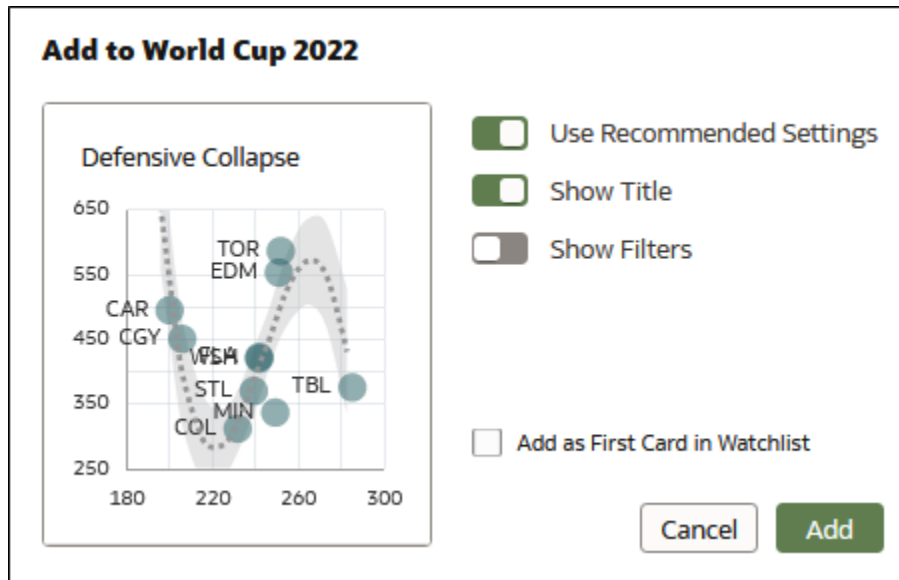 Add to World Cup 2022
Defensive Collapse
Use Recommended Settings
Show Title
Show Filters
650
TOR
EDM
550
CAR
CGY
450
WSH
FLA
STL
TBL
350
MIN
COL
250
180 220 260 300
Add as First Card in Watchlist
Cancel Add